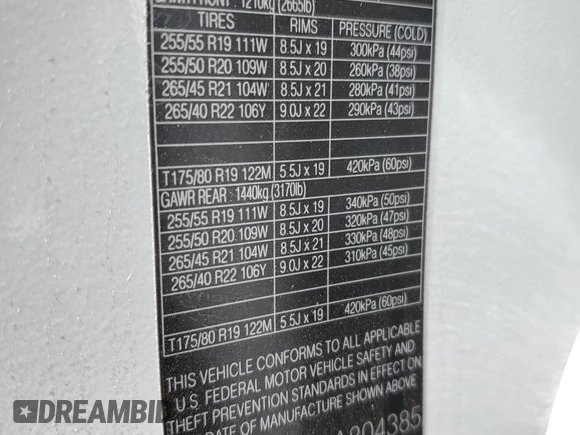 GAWR FRONT : 1210kg (2665lb)
TIRES RIMS PRESSURE (COLD)
255/55 R19 111W 8.5J x 19 300kPa (44psi)
255/50 R20 109W 8.5J x 20 260kPa (38psi)
265/45 R21 104W 8.5J x 21 280kPa (41psi)
265/40 R22 106Y 9.0J x 22 290kPa (43psi)
T175/80 R19 122M 5.5J x 19 420kPa (60psi)
GAWR REAR : 1440kg (3170lb)
255/55 R19 111W 8.5J x 19 340kPa (50psi)
255/50 R20 109W 8.5J x 20 320kPa (47psi)
265/45 R21 104W 8.5J x 21 330kPa (48psi)
265/40 R22 106Y 9.0J x 22 310kPa (45psi)
T175/80 R19 122M 5.5J x 19 420kPa (60psi)
THIS VEHICLE CONFORMS TO ALL APPLICABLE
U.S. FEDERAL MOTOR VEHICLE SAFETY AND
THEFT PREVENTION STANDARDS IN EFFECT ON
DATE OF MANUFACTURE SHOWN ABOVE
A804385
DREAMBID